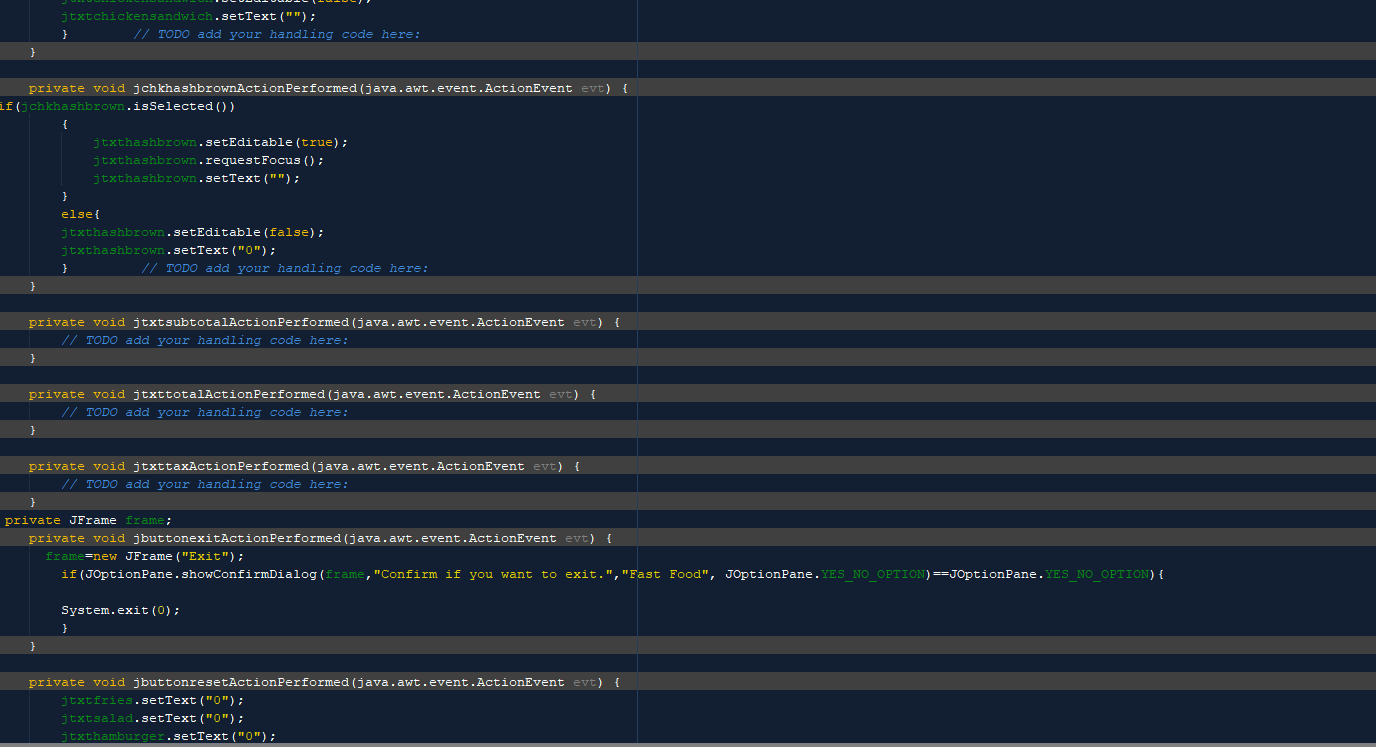 jtxtchickensandwich.setEditable(false);
jtxtchickensandwich.setText("");
}        // TODO add your handling code here:
}
private void jchkhashbrownActionPerformed(java.awt.event.ActionEvent evt) {
if(jchkhashbrown.isSelected())
{
jtxthashbrown.setEditable(true);
jtxthashbrown.requestFocus();
jtxthashbrown.setText("");
}
else{
jtxthashbrown.setEditable(false);
jtxthashbrown.setText("0");
}         // TODO add your handling code here:
}
private void jtxtsubtotalActionPerformed(java.awt.event.ActionEvent evt) {
// TODO add your handling code here:
}
private void jtxttotalActionPerformed(java.awt.event.ActionEvent evt) {
// TODO add your handling code here:
}
private void jtxttaxActionPerformed(java.awt.event.ActionEvent evt) {
// TODO add your handling code here:
}
private JFrame frame;
private void jbuttonexitActionPerformed(java.awt.event.ActionEvent evt) {
frame=new JFrame("Exit");
if(JOptionPane.showConfirmDialog(frame,"Confirm if you want to exit.","Fast Food", JOptionPane.YES_NO_OPTION)==JOptionPane.YES_NO_OPTION){
System.exit(0);
}
}
private void jbuttonresetActionPerformed(java.awt.event.ActionEvent evt) {
jtxtfries.setText("0");
jtxtsalad.setText("0");
jtxthamburger.setText("0");